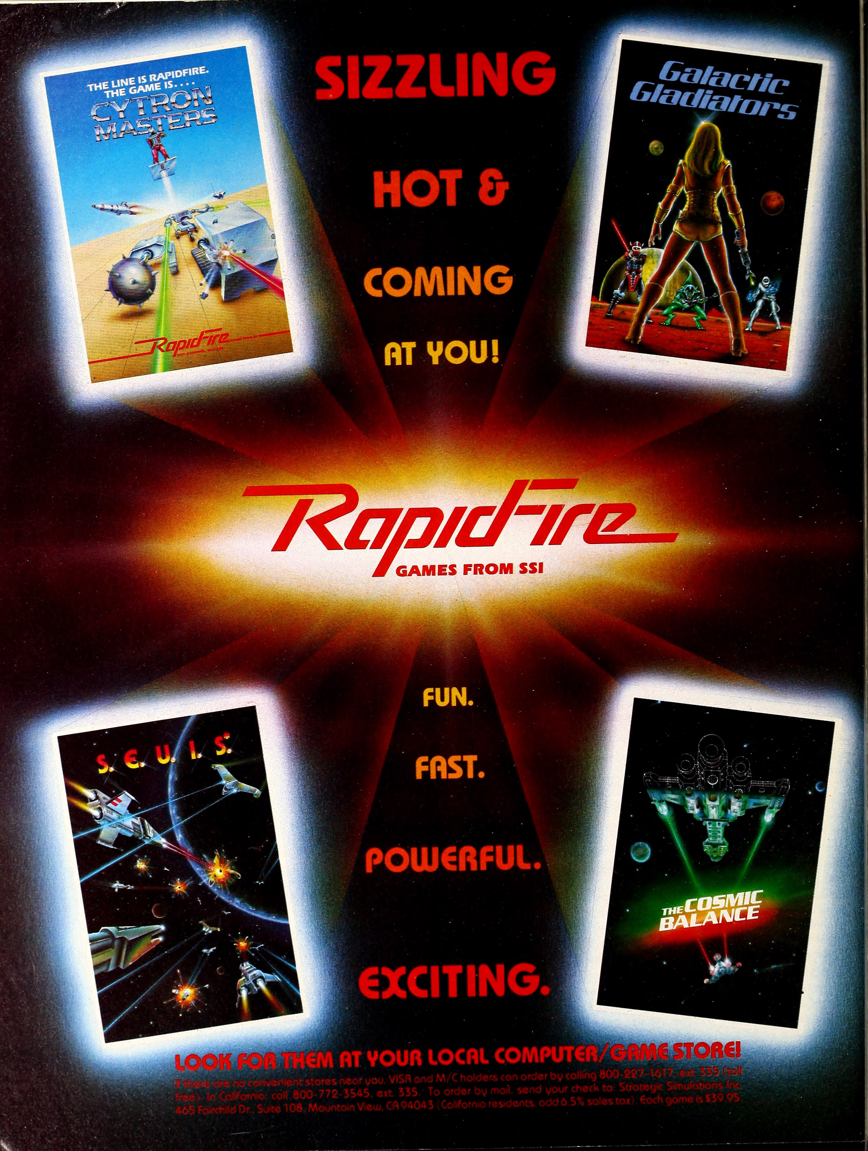 SIZZLING
HOT &
COMING
AT YOU!
THE LINE IS RAPIDFIRE.
THE GAME IS....
CYTRON
MASTERS
RapidFire
Galactic
Gladiators
RapidFire
GAMES FROM SSI
FUN.
FAST.
POWERFUL.
EXCITING.
S. E. U. I. S.
THE COSMIC
BALANCE
LOOK FOR THEM AT YOUR LOCAL COMPUTER/GAME STORE!
If there are no convenient stores near you, VISA and M/C holders can order by calling 800-227-1617, ext. 335 (toll
free). In California, call 800-772-3545, ext. 335. To order by mail, send your check to: Strategic Simulations Inc,
465 Fairchild Dr., Suite 108, Mountain View, CA 94043. (California residents, add 6.5% sales tax). Each game is $39.95.